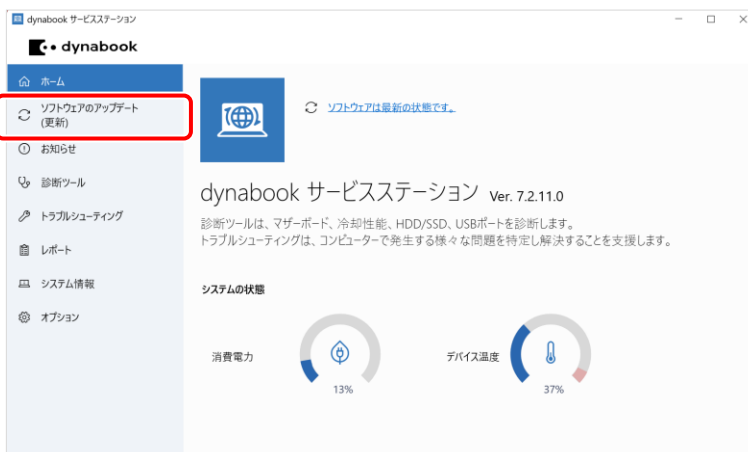 dynabook サービスステーション
dynabook
ホーム
ソフトウェアのアップデート
(更新)
お知らせ
診断ツール
トラブルシューティング
レポート
システム情報
オプション
ソフトウェアは最新の状態です。
dynabook サービスステーション Ver. 7.2.11.0
診断ツールは、マザーボード、冷却性能、HDD/SSD、USBポートを診断します。
トラブルシューティングは、コンピューターで発生する様々な問題を特定し解決することを支援します。
システムの状態
消費電力
13%
デバイス温度
37%